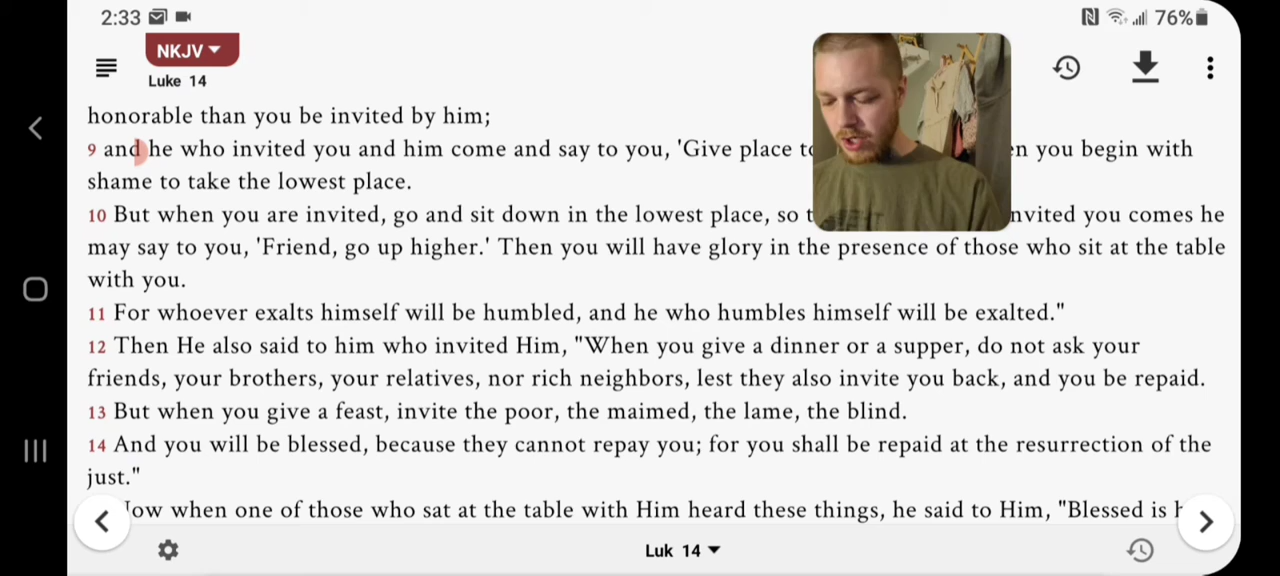 2:33 76%
NKJV
Luke 14
honorable than you be invited by him;
9 and he who invited you and him come and say to you, 'Give place to n you begin with
shame to take the lowest place.
10 But when you are invited, go and sit down in the lowest place, so t nvited you comes he
may say to you, 'Friend, go up higher.' Then you will have glory in the presence of those who sit at the table
with you.
11 For whoever exalts himself will be humbled, and he who humbles himself will be exalted."
12 Then He also said to him who invited Him, "When you give a dinner or a supper, do not ask your
friends, your brothers, your relatives, nor rich neighbors, lest they also invite you back, and you be repaid.
13 But when you give a feast, invite the poor, the maimed, the lame, the blind.
14 And you will be blessed, because they cannot repay you; for you shall be repaid at the resurrection of the
just."
ow when one of those who sat at the table with Him heard these things, he said to Him, "Blessed is h
Luk 14